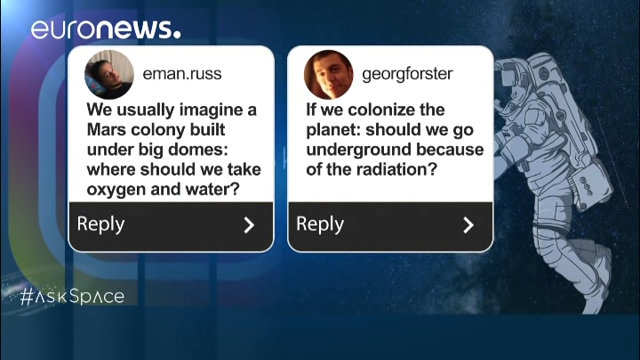 euronews.
eman.russ
We usually imagine a
Mars colony built
under big domes:
where should we take
oxygen and water?
Reply
georgforster
If we colonize the
planet: should we go
underground because
of the radiation?
Reply
#ΛskSpΛce